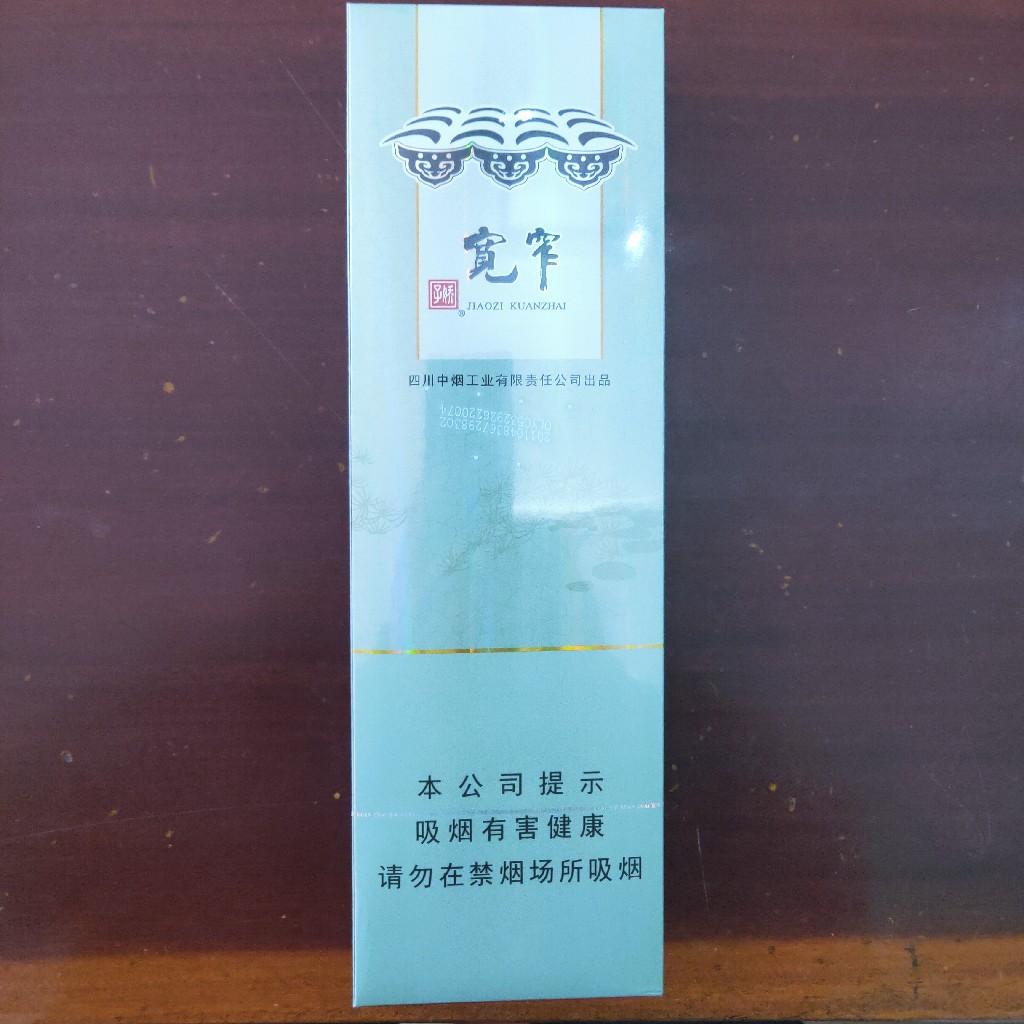 宽窄
娇子
® JIAOZI KUANZHAI
四川中烟工业有限责任公司出品
本公司提示
吸烟有害健康
请勿在禁烟场所吸烟